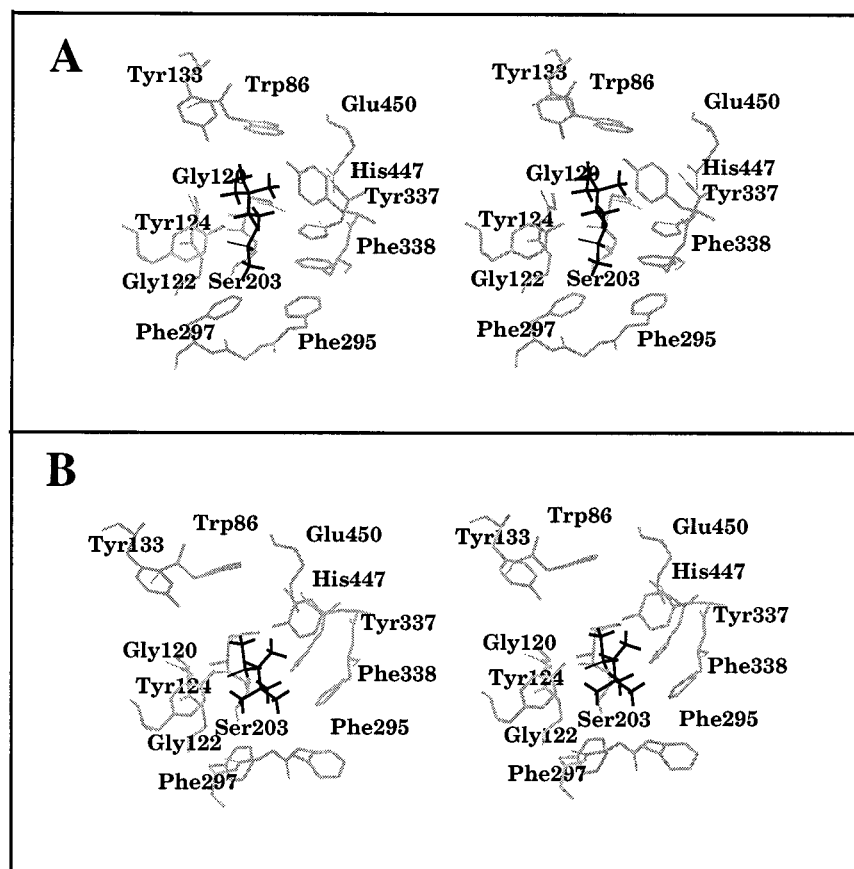 A
Tyr133 Trp86 Tyr133 Trp86
Glu450 Glu450
Gly120 His447 Gly120 His447
Tyr337 Tyr337
Tyr124 Tyr124
Phe338 Phe338
Gly122 Ser203 Gly122 Ser203
Phe297 Phe295 Phe297 Phe295
B
Trp86 Glu450 Trp86 Glu450
Tyr133 Tyr133
His447 His447
Tyr337 Tyr337
Gly120 Gly120
Phe338 Phe338
Tyr124 Tyr124
Ser203 Phe295 Ser203 Phe295
Gly122 Gly122
Phe297 Phe297